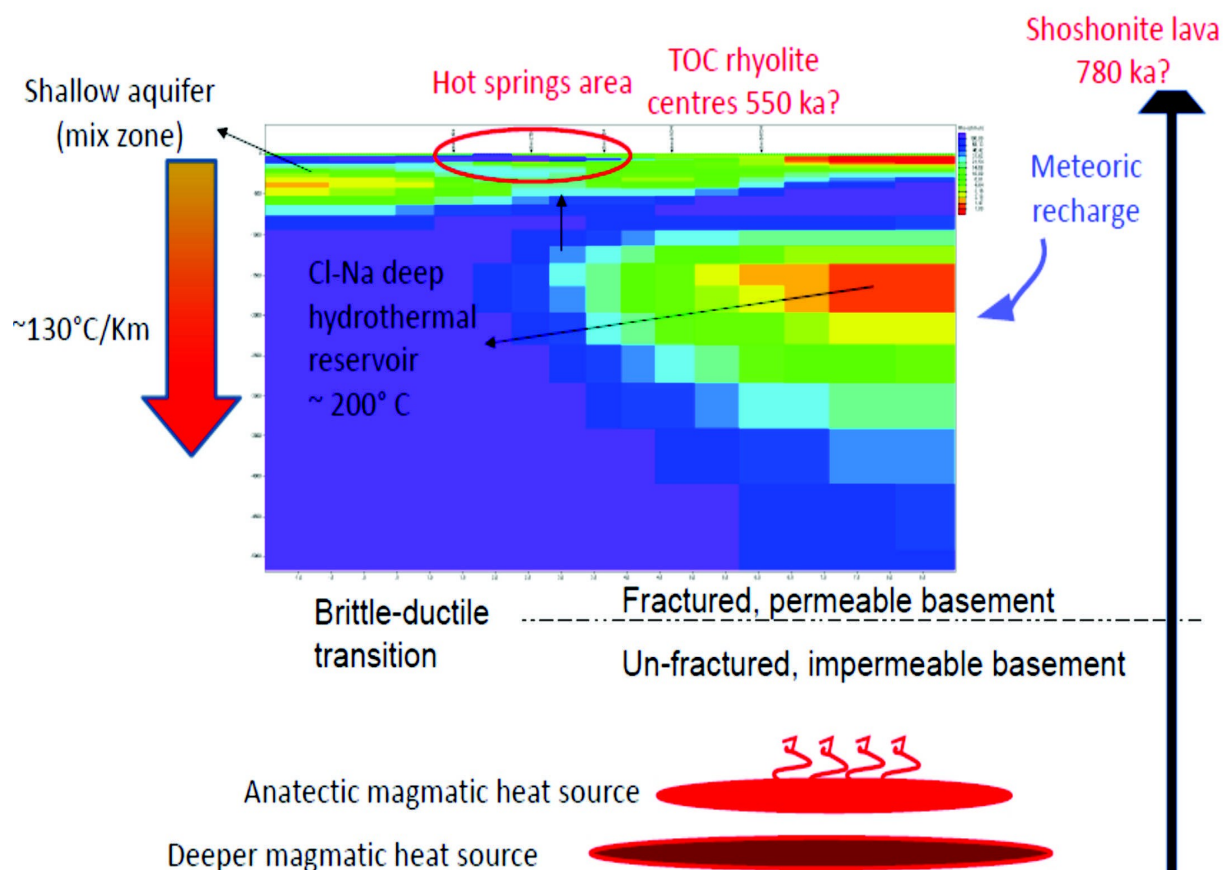 Shoshonite lava
780 ka?
TOC rhyolite
centres 550 ka?
Hot springs area
Shallow aquifer
(mix zone)
Meteoric
recharge
~130°C/Km
Cl-Na deep
hydrothermal
reservoir
~ 200° C
Brittle-ductile
transition
Fractured, permeable basement
Un-fractured, impermeable basement
Anatectic magmatic heat source
Deeper magmatic heat source